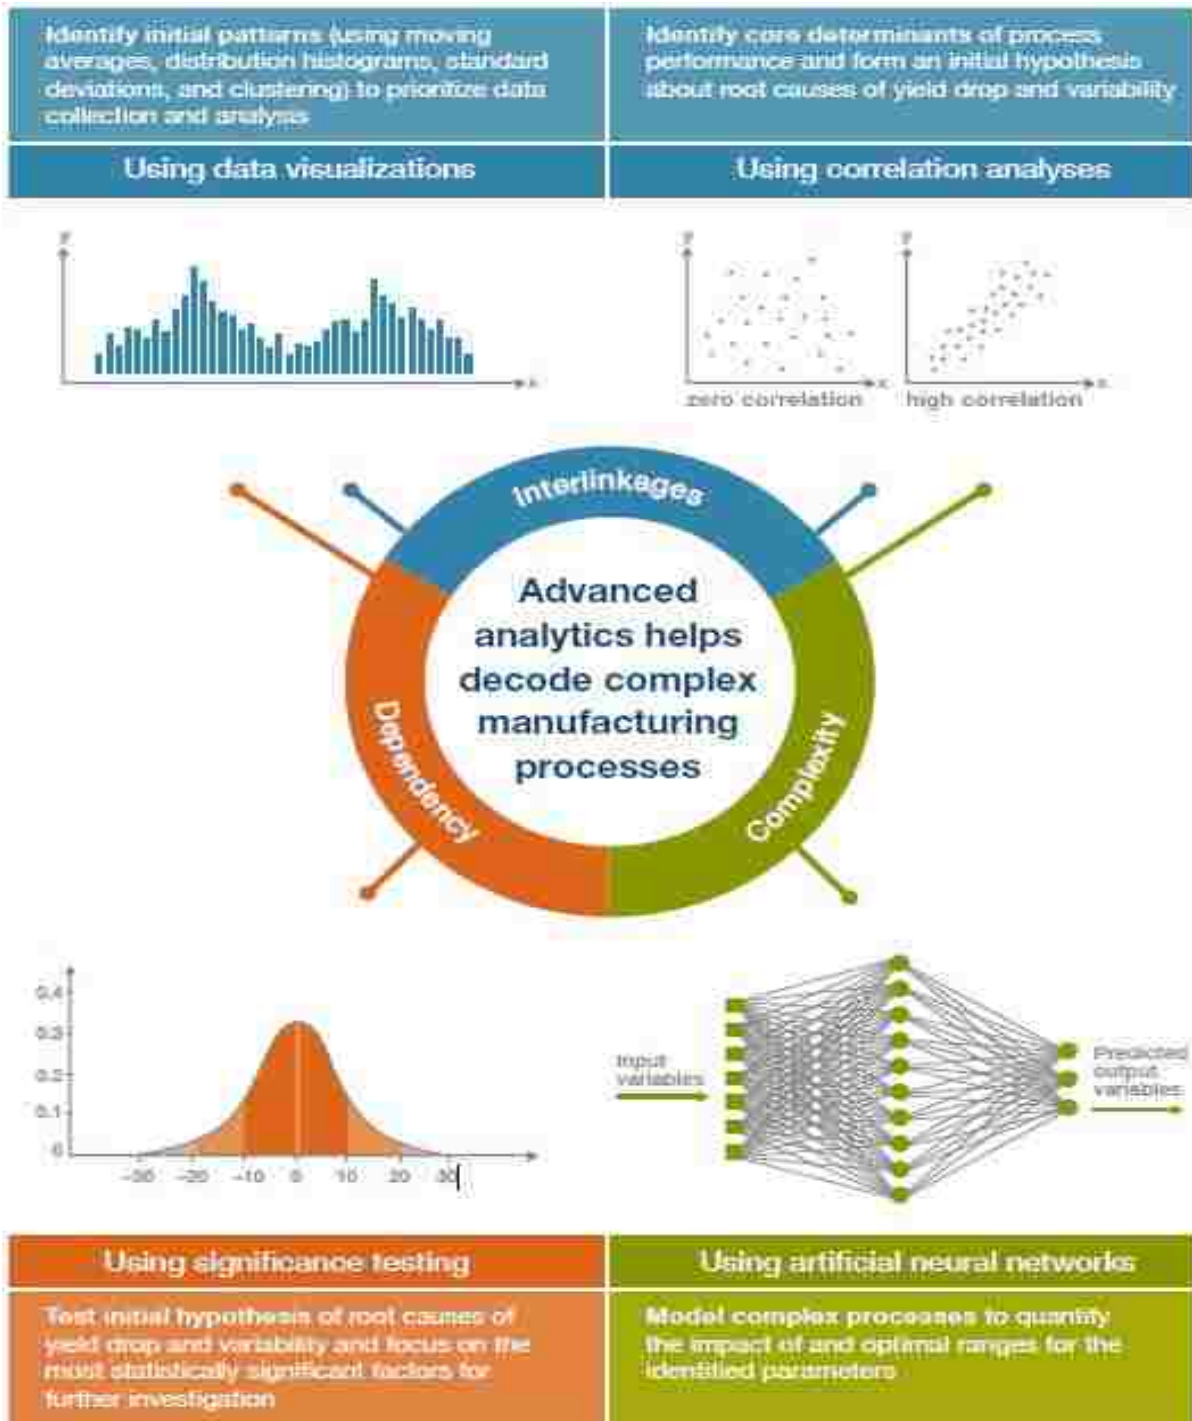 Identify initial patterns (using moving
averages, distribution histograms, standard
deviations, and clustering) to prioritize data
collection and analysis
Identify core determinants of process
performance and form an initial hypothesis
about root causes of yield drop and variability
Using data visualizations
Using correlation analyses
y
x
y
x
zero correlation
y
x
high correlation
Interlinkages
Advanced
analytics helps
decode complex
manufacturing
processes
Dependency
Complexity
0.4
0.3
0.2
0.1
0
-30 -20 -10 0 10 20 30
Input
variables
Predicted
output
variables
Using significance testing
Using artificial neural networks
Test initial hypothesis of root causes of
yield drop and variability and focus on the
most statistically significant factors for
further investigation
Model complex processes to quantify
the impact of and optimal ranges for the
identified parameters